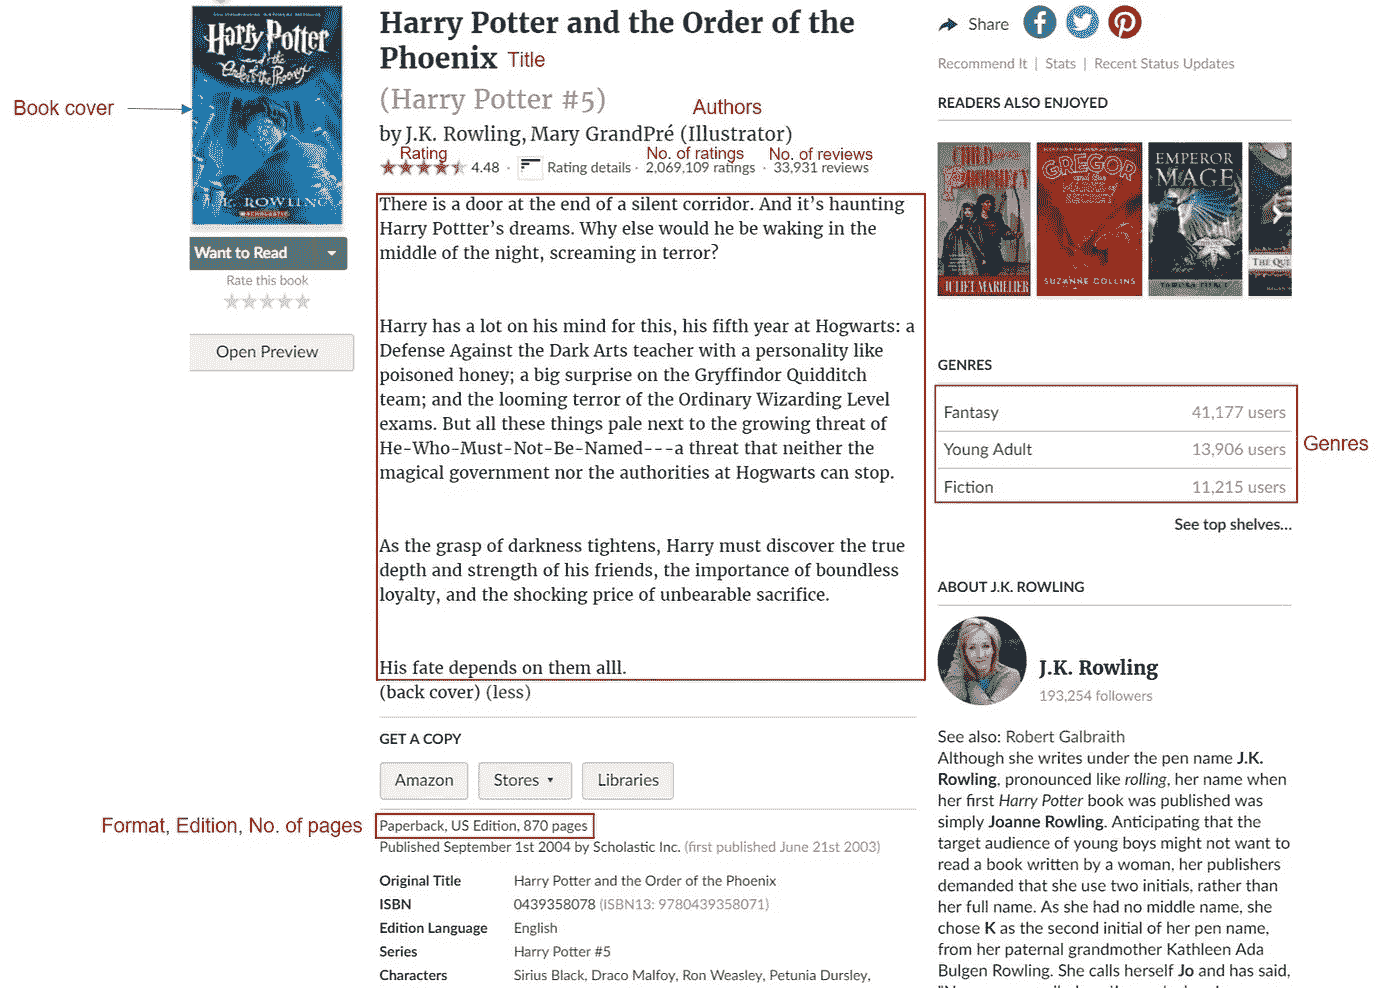 Harry Potter
and the
Order of the Phoenix
J.K. ROWLING
SCHOLASTIC
Book cover
Want to Read
Rate this book
Open Preview
Harry Potter and the Order of the
Phoenix Title
(Harry Potter #5)
Authors
by J.K. Rowling, Mary GrandPré (Illustrator)
Rating No. of ratings No. of reviews
4.48 · Rating details · 2,069,109 ratings · 33,931 reviews
There is a door at the end of a silent corridor. And it’s haunting
Harry Pottter’s dreams. Why else would he be waking in the
middle of the night, screaming in terror?
Harry has a lot on his mind for this, his fifth year at Hogwarts: a
Defense Against the Dark Arts teacher with a personality like
poisoned honey; a big surprise on the Gryffindor Quidditch
team; and the looming terror of the Ordinary Wizarding Level
exams. But all these things pale next to the growing threat of
He-Who-Must-Not-Be-Named---a threat that neither the
magical government nor the authorities at Hogwarts can stop.
As the grasp of darkness tightens, Harry must discover the true
depth and strength of his friends, the importance of boundless
loyalty, and the shocking price of unbearable sacrifice.
His fate depends on them alll.
(back cover) (less)
GET A COPY
Amazon Stores Libraries
Format, Edition, No. of pages
Paperback, US Edition, 870 pages
Published September 1st 2004 by Scholastic Inc. (first published June 21st 2003)
Original Title Harry Potter and the Order of the Phoenix
ISBN 0439358078 (ISBN13: 9780439358071)
Edition Language English
Series Harry Potter #5
Characters Sirius Black, Draco Malfoy, Ron Weasley, Petunia Dursley,
Share
Recommend It | Stats | Recent Status Updates
READERS ALSO ENJOYED
CHILD
PROPHECY
JULIET MARILLIER
GREGOR
SUZANNE COLLINS
EMPEROR
MAGE
THE QUE
GENRES
Fantasy 41,177 users
Young Adult 13,906 users
Fiction 11,215 users
Genres
See top shelves…
ABOUT J.K. ROWLING
J.K. Rowling
193,254 followers
See also: Robert Galbraith
Although she writes under the pen name J.K.
Rowling, pronounced like rolling, her name when
her first Harry Potter book was published was
simply Joanne Rowling. Anticipating that the
target audience of young boys might not want to
read a book written by a woman, her publishers
demanded that she use two initials, rather than
her full name. As she had no middle name, she
chose K as the second initial of her pen name,
from her paternal grandmother Kathleen Ada
Bulgen Rowling. She calls herself Jo and has said,